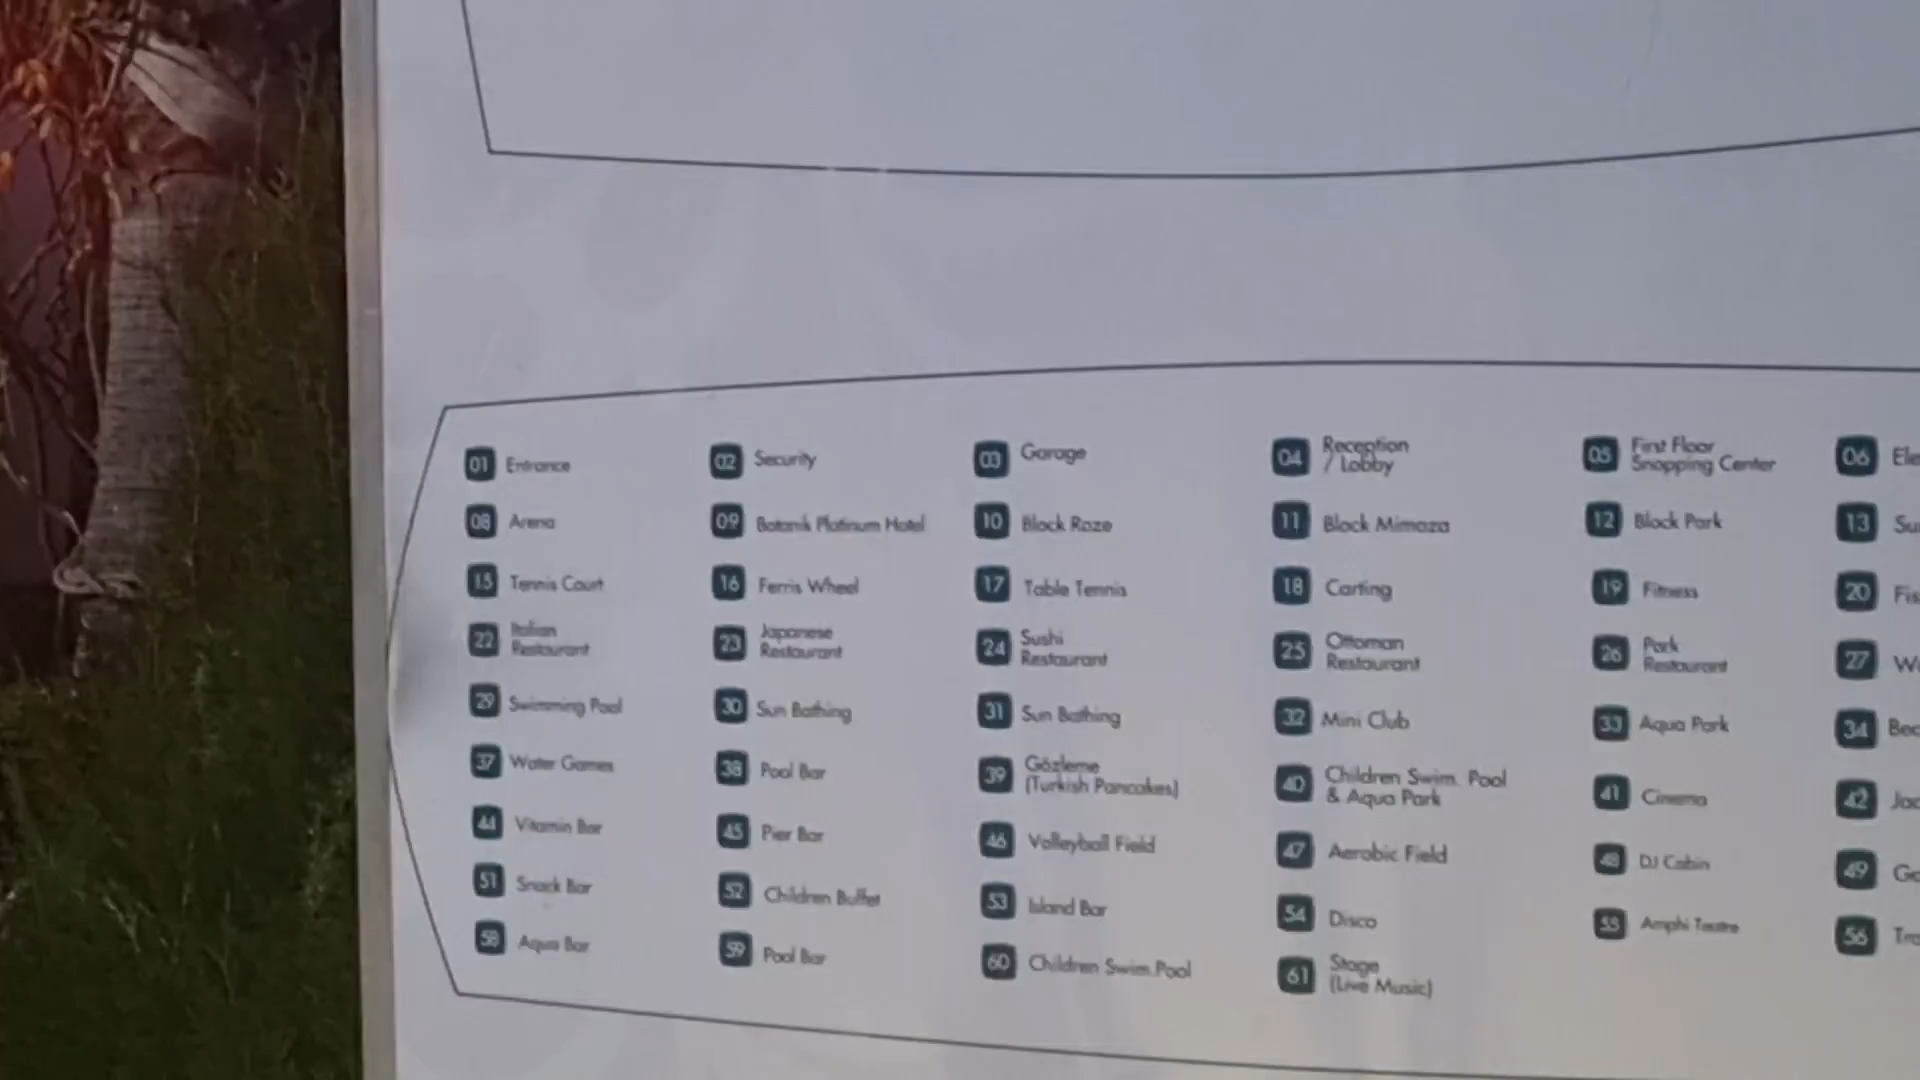 01 Entrance
02 Security
03 Garage
04 Reception
/ Lobby
05 First Floor
Shopping Center
06
08 Arena
09 Botanik Platinum Hotel
10 Block Roze
11 Block Mimoza
12 Block Park
13
15 Tennis Court
16 Ferris Wheel
17 Table Tennis
18 Carting
19 Fitness
20
22 Italian
Restaurant
23 Japanese
Restaurant
24 Sushi
Restaurant
25 Ottoman
Restaurant
26 Park
Restaurant
27
29 Swimming Pool
30 Sun Bathing
31 Sun Bathing
32 Mini Club
33 Aqua Park
34
37 Water Games
38 Pool Bar
39 Gözleme
(Turkish Pancakes)
40 Children Swim. Pool
& Aqua Park
41 Cinema
42
44 Vitamin Bar
45 Pier Bar
46 Volleyball Field
47 Aerobic Field
48 DJ Cabin
49
51 Snack Bar
52 Children Buffet
53 Island Bar
54 Disco
55 Amphi Teatre
56
58 Aqua Bar
59 Pool Bar
60 Children Swim.Pool
61 Stage
(Live Music)